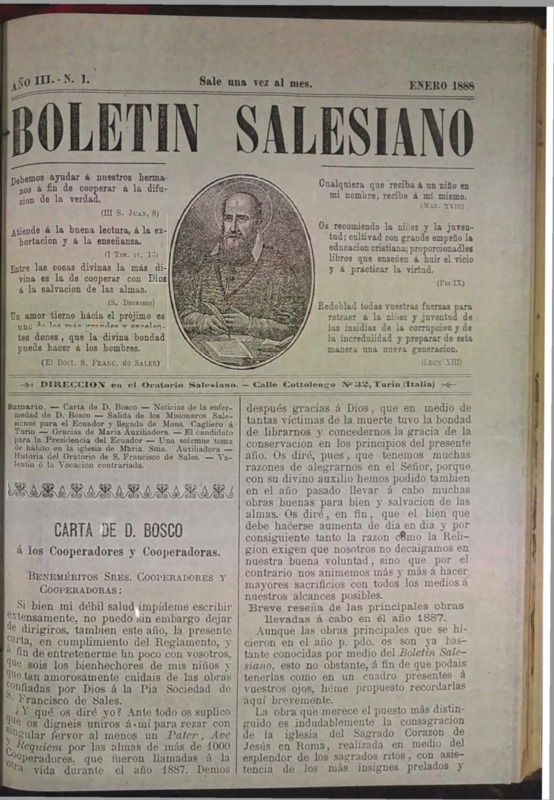 AÑO III. - N. 1.
Sale una vez al mes.
ENERO 1888
BOLETIN SALESIANO
Debemos ayudar á nuestros herma-
nos á fin de cooperar á la difu-
sion de la verdad.
(III S. JUAN, 8)
Atiende á la buena lectura, á la ex-
hortacion y á la enseñanza.
(I TIM. IV, 13)
Entre las cosas divinas la más di-
vina es la de cooperar con Dios
á la salvacion de las almas.
(S. DIONISIO)
Un amor tierno hácia el prójimo es
uno de los más grandes y excelen-
tes dones, que la divina bondad
puede hacer á los hombres.
(El Doct. S. FRANC. de SALES)
Cualquiera que reciba á un niño en
mi nombre, recibe á mí mismo.
(MAT. XVIII)
Os recomiendo la niñez y la juven-
tud; cultivad con grande empeño la
educacion cristiana; proporcionadles
libros que enseñen á huir el vicio
y á practicar la virtud.
(PIO IX)
Redoblad todas vuestras fuerzas para
retraer á la niñez y juventud de
las insidias de la corrupcion y de
la incredulidad y preparar de esta
manera una nueva generacion.
(LEON XIII)
DIRECCION en el Oratorio Salesiano. — Calle Cottolengo N° 32, Turin (Italia)
Sumario. — Carta de D. Bosco — Noticias de la enfer-
medad de D. Bosco — Salida de los Misioneros Sale-
sianos para el Ecuador y llegada de Mons. Cagliero á
Turin — Gracias de Maria Auxiliadora — El candidato
para la Presidencia del Ecuador — Una solemne toma
de hábito en la iglesia de Maria Sma. Auxiliadora —
Historia del Oratorio de S. Francisco de Sales. — Va-
lentin ó la Vocacion contrariada.
CARTA DE D. BOSCO
á los Cooperadores y Cooperadoras.
BENEMÉRITOS SRES. COOPERADORES Y
COOPERADORAS:
Si bien mi débil salud impídeme escribir
extensamente, no puedo sin embargo dejar
de dirigiros, tambien este año, la presente
carta, en cumplimiento del Reglamento, y
á fin de entretenerme un poco con vosotros,
que sois los bienhechores de mis niños y
que tan amorosamente cuidais de las obras
confiadas por Dios á la Pia Sociedad de
S. Francisco de Sales.
¿Y qué os diré yo? Ante todo os suplico
que os digneis uniros á mí para rezar con
singular fervor al menos un Pater, Ave
y Requiem por las almas de más de 1000
Cooperadores, que fueron llamadas á la
otra vida durante el año 1887. Demos
después gracias á Dios, que en medio de
tantas víctimas de la muerte tuvo la bondad
de librarnos y concedernos la gracia de la
conservacion en los principios del presente
año. Os diré, pues, que tenemos muchas
razones de alegrarnos en el Señor, porque
con su divino auxilio hemos podido tambien
en el año pasado llevar á cabo muchas
obras buenas para bien y salvacion de las
almas. Os diré, en fin, que el bien que
debe hacerse aumenta de dia en dia y por
consiguiente tanto la razon como la Reli-
gion exigen que nosotros no decaigamos en
nuestra buena voluntad, sino que por el
contrario nos animemos más y más á hacer
mayores sacrificios con todos los medios á
nuestros alcances posibles.
Breve reseña de las principales obras
llevadas á cabo en el año 1887.
Aunque las obras principales que se hi-
cieron en el año p. pdo. os son ya bas-
tante conocidas por medio del Boletin Sale-
siano, esto no obstante, á fin de que podais
tenerlas como en un cuadro presentes á
vuestros ojos, héme propuesto recordarlas
aquí brevemente.
La obra que merece el puesto más distin-
guido es indudablemente la consagracion
de la iglesia del Sagrado Corazon de
Jesús en Roma, realizada en medio del
esplendor de los sagrados ritos, con asis-
tencia de los más insignes prelados y